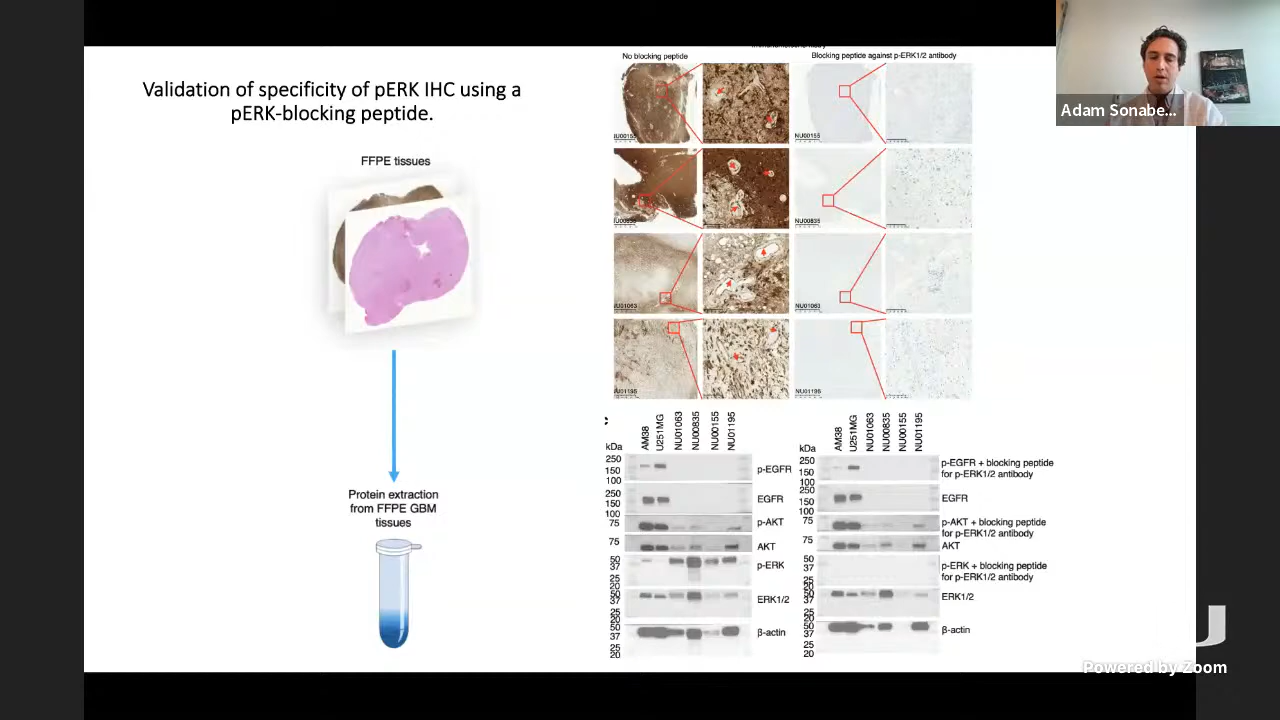 Validation of specificity of pERK IHC using a
pERK-blocking peptide.
FFPE tissues
Protein extraction
from FFPE GBM
tissues
No blocking peptide
Blocking peptide against p-ERK1/2 antibody
NU00155
NU00155
NU00835
NU00835
NU01063
NU01063
NU01195
NU01195
kDa
AM38
U251MG
NU01063
NU00835
NU00155
NU01195
250
150
100
p-EGFR
250
150
100
EGFR
75
p-AKT
75
AKT
50
37
25
20
p-ERK
50
37
25
20
ERK1/2
50
37
25
20
β-actin
kDa
AM38
U251MG
NU01063
NU00835
NU00155
NU01195
250
150
100
p-EGFR + blocking peptide
for p-ERK1/2 antibody
250
150
100
EGFR
75
p-AKT + blocking peptide
for p-ERK1/2 antibody
75
AKT
50
37
25
20
p-ERK + blocking peptide
for p-ERK1/2 antibody
50
37
25
20
ERK1/2
50
37
25
20
β-actin
Adam Sonabe...
Powered by Zoom